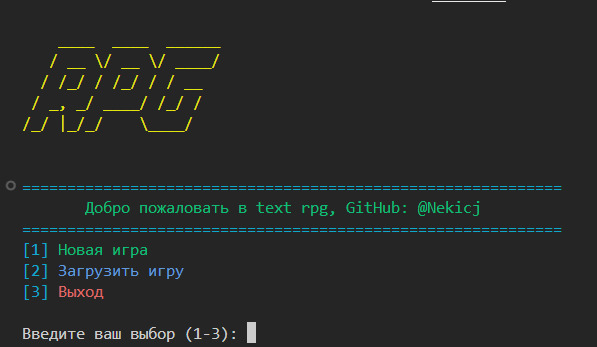 RPG
============================================================
Добро пожаловать в text rpg, GitHub: @Nekicj
============================================================
[1] Новая игра
[2] Загрузить игру
[3] Выход
Введите ваш выбор (1-3):